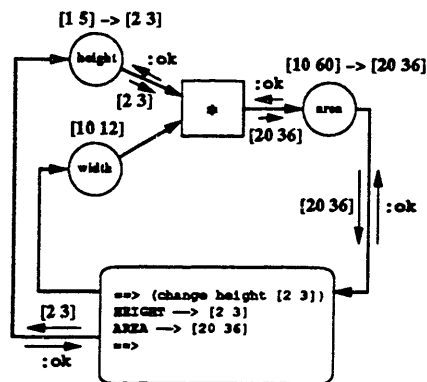 [1 5] —> [2 3]
height
:ok
[2 3]
[10 12]
width
*
:ok
[20 36]
[10 60] —> [20 36]
area
[20 36]
:ok
==> (change height [2 3])
HEIGHT —> [2 3]
AREA —> [20 36]
==>
[2 3]
:ok